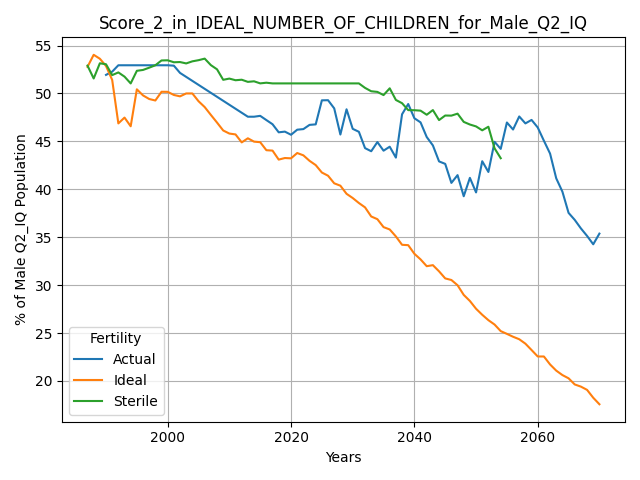 Score_2_in_IDEAL_NUMBER_OF_CHILDREN_for_Male_Q2_IQ
% of Male Q2_IQ Population
55
50
45
40
35
30
25
20
Fertility
Actual
Ideal
Sterile
2000
2020
2040
2060
Years